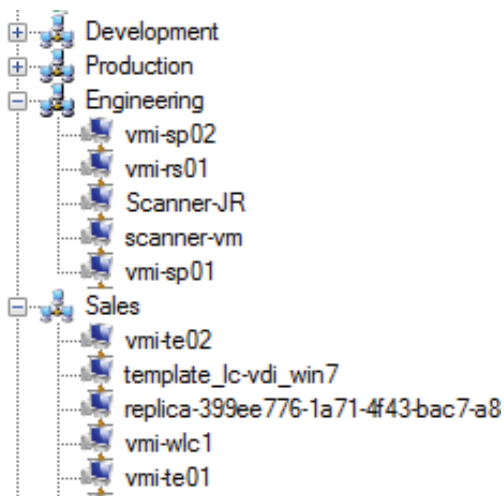 Development
Production
Engineering
vmi-sp02
vmi-rs01
Scanner-JR
scanner-vm
vmi-sp01
Sales
vmi-te02
template_lc-vdi_win7
replica-399ee776-1a71-4f43-bac7-a8
vmi-wlc1
vmi-te01